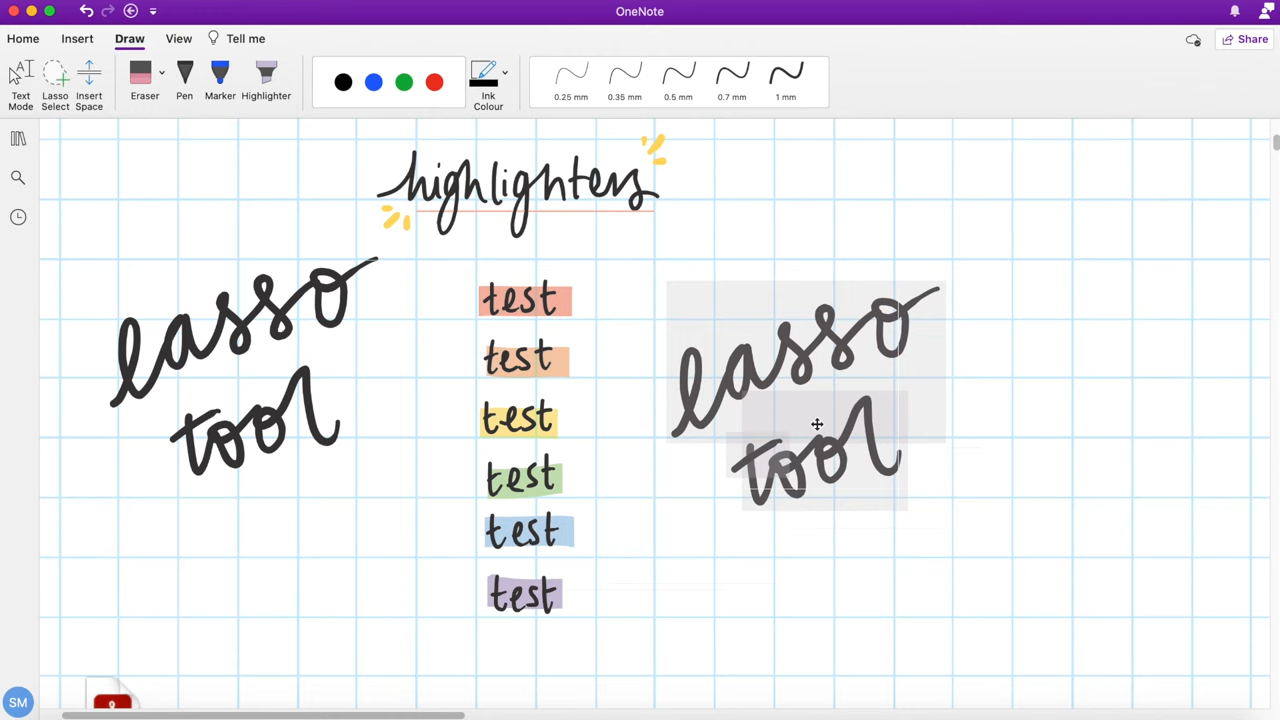 OneNote
Home Insert Draw View Tell me Share
Text Mode
Lasso Select
Insert Space
Eraser
Pen
Marker
Highlighter
Ink Colour
0.25 mm
0.35 mm
0.5 mm
0.7 mm
1 mm
highlighters
lasso
tool
test
test
test
test
test
test
lasso
tool
SM